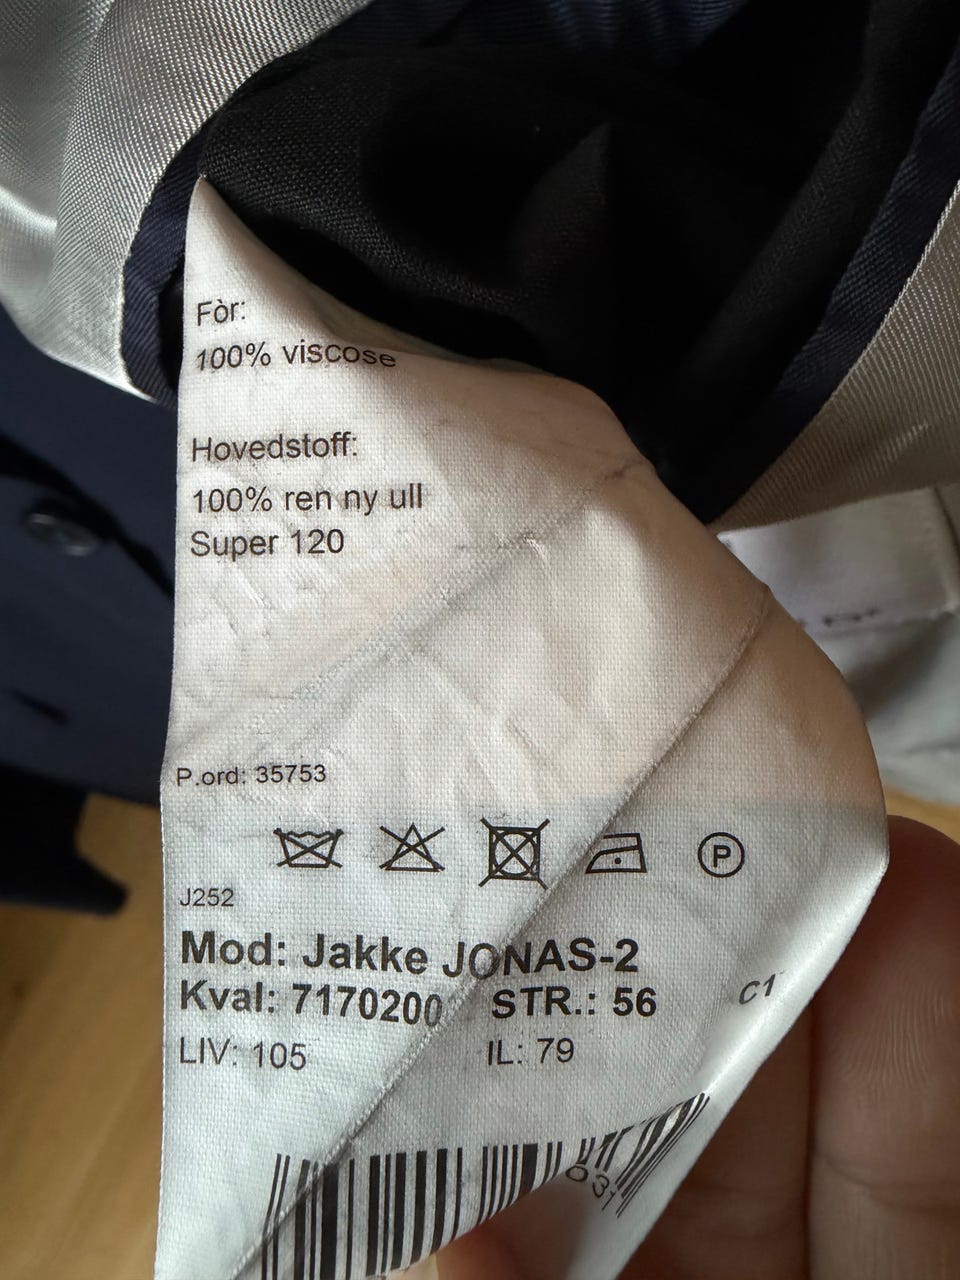 Fòr:
100% viscose
Hovedstoff:
100% ren ny ull
Super 120
P.ord: 35753
P
J252
Mod: Jakke JONAS-2
Kval: 7170200 STR.: 56
C1
LIV: 105 IL: 79
031